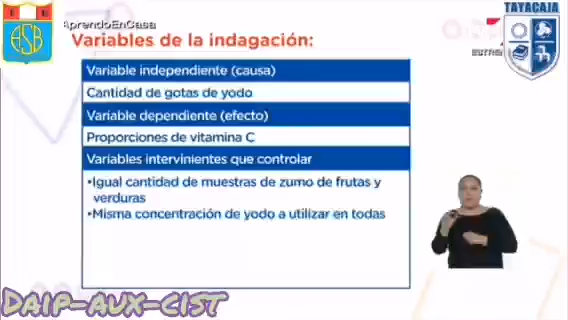 AprendoEnCasa
TAYACAJA
Variables de la indagación:
Variable independiente (causa)
Cantidad de gotas de yodo
Variable dependiente (efecto)
Proporciones de vitamina C
Variables intervinientes que controlar
•Igual cantidad de muestras de zumo de frutas y
verduras
•Misma concentración de yodo a utilizar en todas
DAIP-AUX-CIST